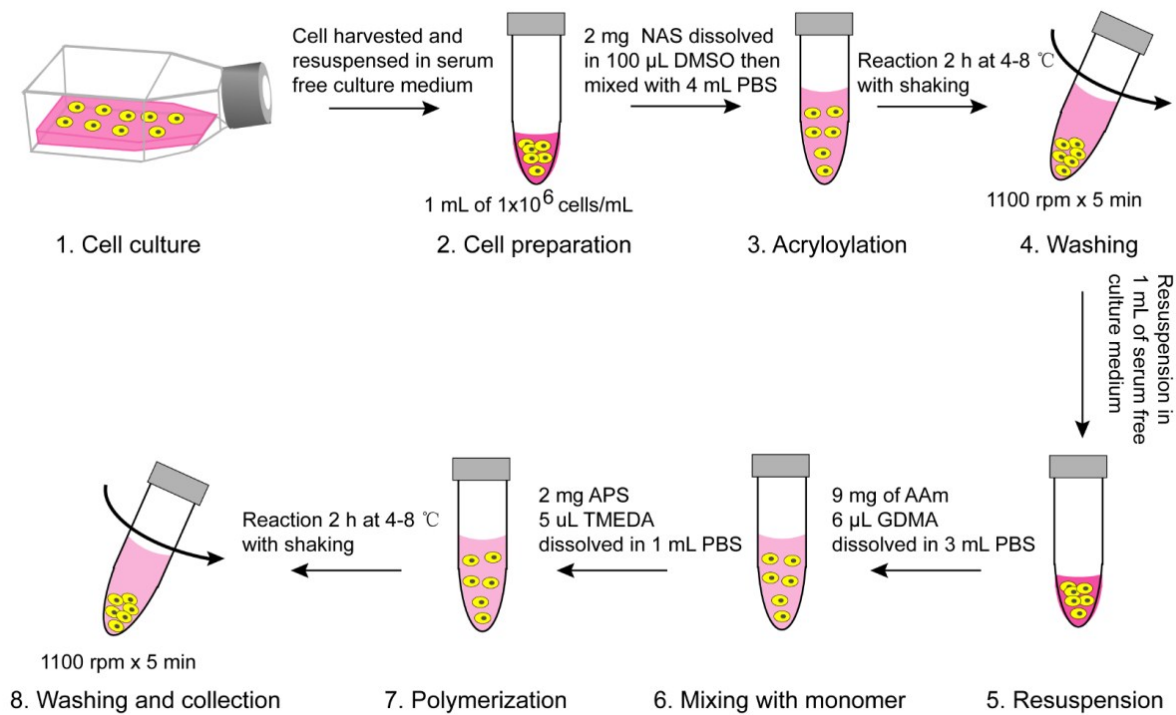 Cell harvested and
resuspensed in serum
free culture medium
2 mg NAS dissolved
in 100 µL DMSO then
mixed with 4 mL PBS
Reaction 2 h at 4-8 ℃
with shaking
1 mL of 1x10⁶ cells/mL
1100 rpm x 5 min
1. Cell culture
2. Cell preparation
3. Acryloylation
4. Washing
Resuspension in
1 mL of serum free
culture medium
9 mg of AAm
6 µL GDMA
dissolved in 3 mL PBS
2 mg APS
5 uL TMEDA
dissolved in 1 mL PBS
Reaction 2 h at 4-8 ℃
with shaking
1100 rpm x 5 min
8. Washing and collection
7. Polymerization
6. Mixing with monomer
5. Resuspension